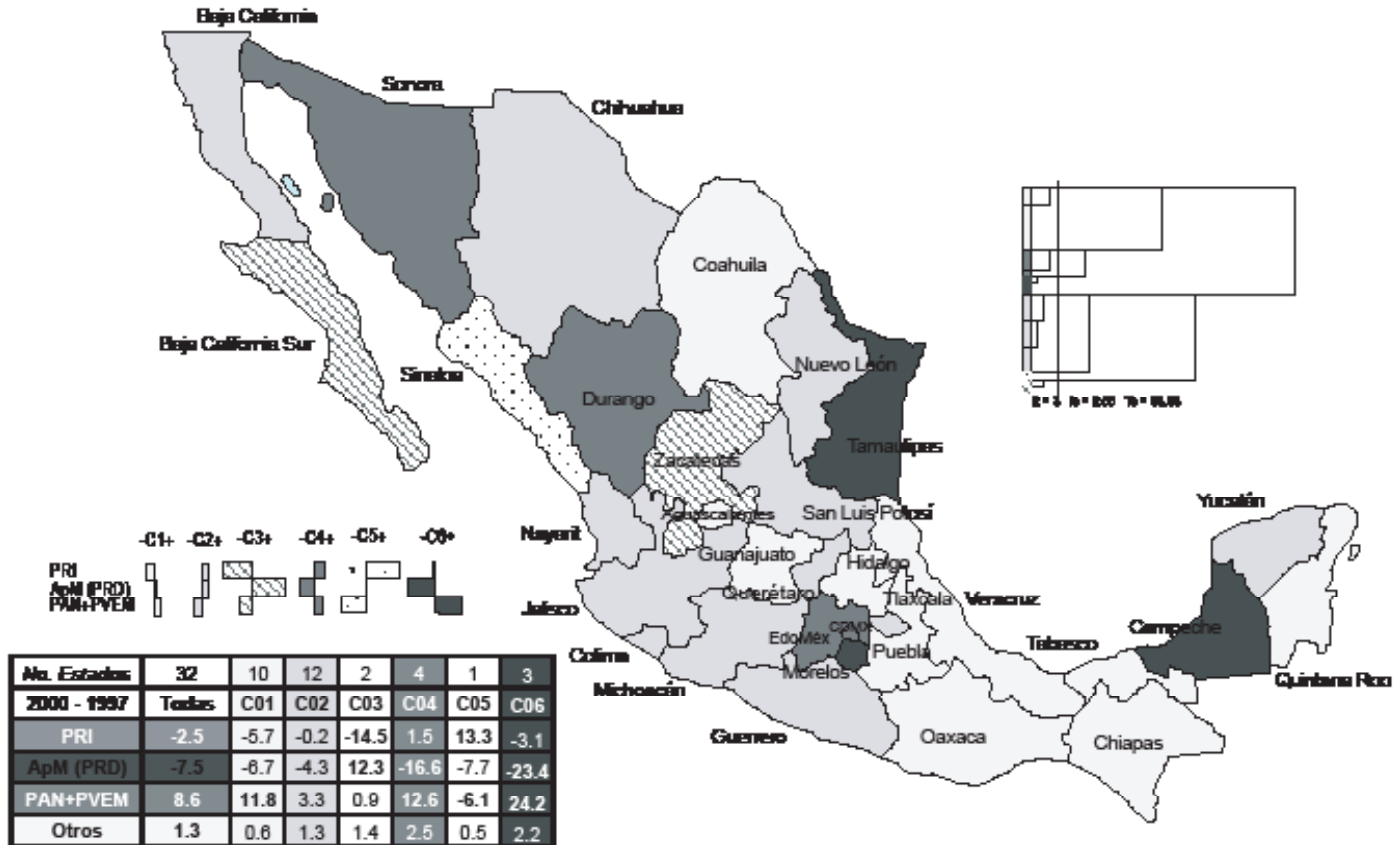 Baja California
Sonora
Chihuahua
Coahuila
Baja California Sur
Sinaloa
Nuevo León
Durango
Tamaulipas
Zacatecas
Yucatán
Aguascalientes
San Luis Potosí
Nayarit
-C1+ -C2+ -C3+ -C4+ -C5+ -C6+
Guanajuato
Hidalgo
PRI
ApM (PRD)
PAN+PVEM
Querétaro
Tlaxcala
Veracruz
Jalisco
CDMX
EdoMéx
Campeche
Puebla
Tabasco
Colima
Morelos
Quintana Roo
Michoacán
Guerrero
Oaxaca
Chiapas
No. Estados 32 10 12 2 4 1 3
2000 - 1997 Todas C01 C02 C03 C04 C05 C06
PRI -2.5 -5.7 -0.2 -14.5 1.5 13.3 -3.1
ApM (PRD) -7.5 -6.7 -4.3 12.3 -16.6 -7.7 -23.4
PAN+PVEM 8.6 11.8 3.3 0.9 12.6 -6.1 24.2
Otros 1.3 0.6 1.3 1.4 2.5 0.5 2.2